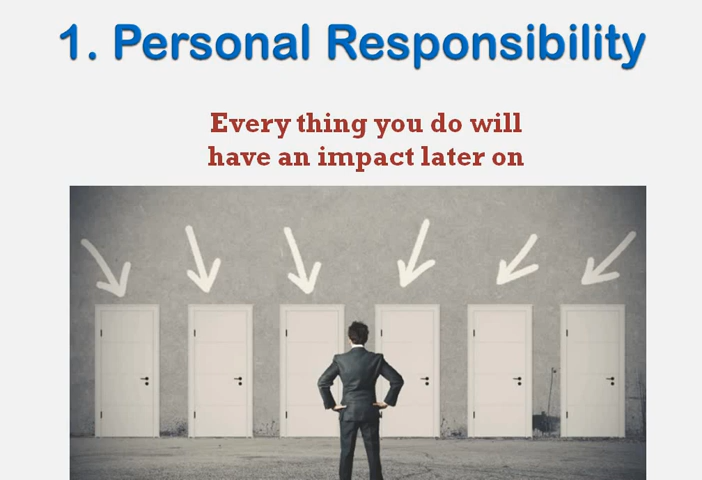 1. Personal Responsibility
Every thing you do will
have an impact later on